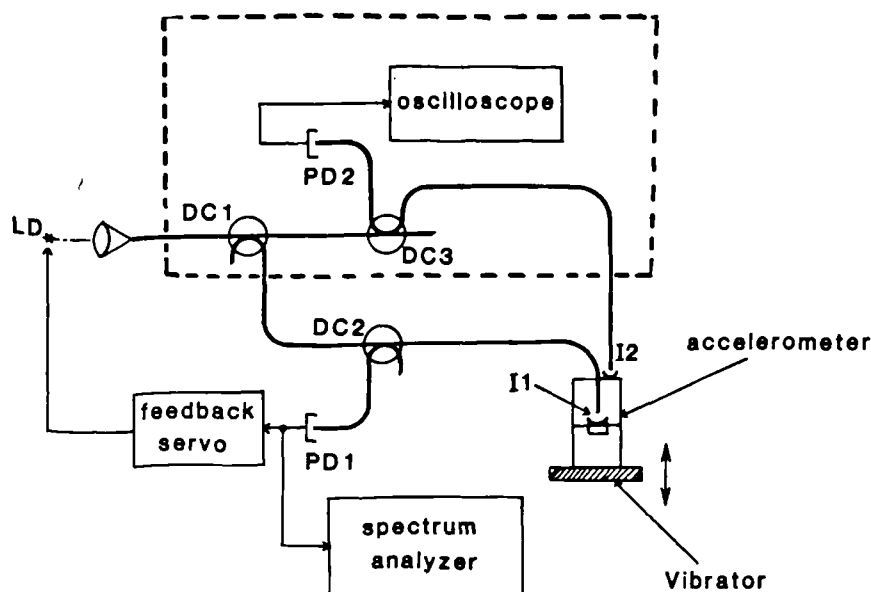 oscilloscope
PD2
DC1
LD
DC3
DC2
I2
accelerometer
I1
feedback
servo
PD1
spectrum
analyzer
Vibrator